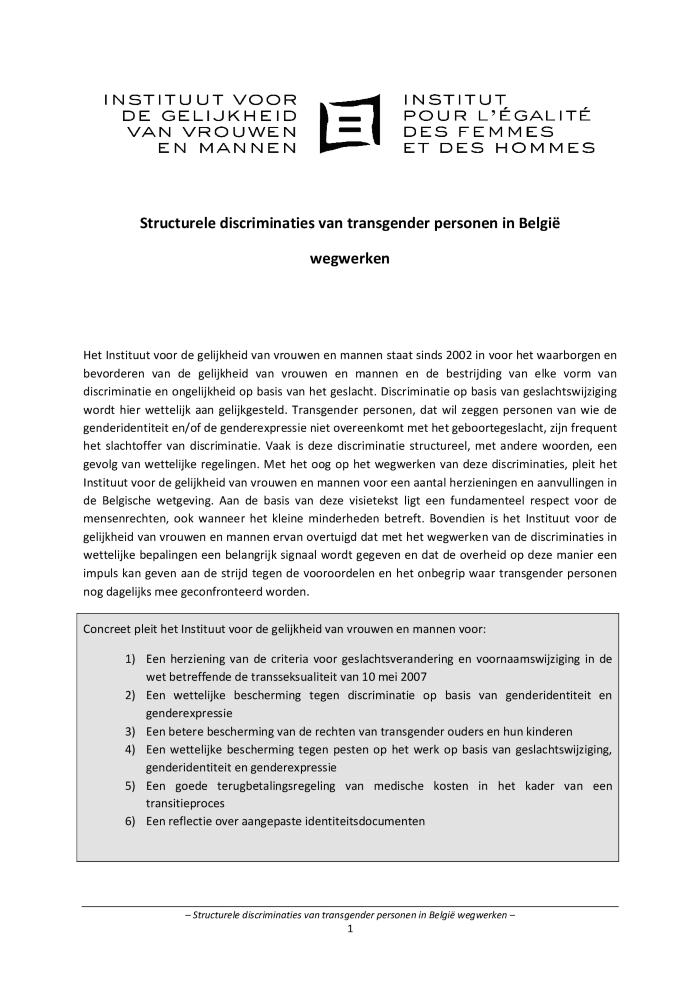 INSTITUUT VOOR
DE GELIJKHEID
VAN VROUWEN
EN MANNEN
INSTITUT
POUR L'ÉGALITÉ
DES FEMMES
ET DES HOMMES
Structurele discriminaties van transgender personen in België
wegwerken
Het Instituut voor de gelijkheid van vrouwen en mannen staat sinds 2002 in voor het waarborgen en
bevorderen van de gelijkheid van vrouwen en mannen en de bestrijding van elke vorm van
discriminatie en ongelijkheid op basis van het geslacht. Discriminatie op basis van geslachtswijziging
wordt hier wettelijk aan gelijkgesteld. Transgender personen, dat wil zeggen personen van wie de
genderidentiteit en/of de genderexpressie niet overeenkomt met het geboortegeslacht, zijn frequent
het slachtoffer van discriminatie. Vaak is deze discriminatie structureel, met andere woorden, een
gevolg van wettelijke regelingen. Met het oog op het wegwerken van deze discriminaties, pleit het
Instituut voor de gelijkheid van vrouwen en mannen voor een aantal herzieningen en aanvullingen in
de Belgische wetgeving. Aan de basis van deze visietekst ligt een fundamenteel respect voor de
mensenrechten, ook wanneer het kleine minderheden betreft. Bovendien is het Instituut voor de
gelijkheid van vrouwen en mannen ervan overtuigd dat met het wegwerken van de discriminaties in
wettelijke bepalingen een belangrijk signaal wordt gegeven en dat de overheid op deze manier een
impuls kan geven aan de strijd tegen de vooroordelen en het onbegrip waar transgender personen
nog dagelijks mee geconfronteerd worden.
Concreet pleit het Instituut voor de gelijkheid van vrouwen en mannen voor:
1) Een herziening van de criteria voor geslachtsverandering en voornaamswijziging in de
wet betreffende de transseksualiteit van 10 mei 2007
2) Een wettelijke bescherming tegen discriminatie op basis van genderidentiteit en
genderexpressie
3) Een betere bescherming van de rechten van transgender ouders en hun kinderen
4) Een wettelijke bescherming tegen pesten op het werk op basis van geslachtswijziging,
genderidentiteit en genderexpressie
5) Een goede terugbetalingsregeling van medische kosten in het kader van een
transitieproces
6) Een reflectie over aangepaste identiteitsdocumenten
– Structurele discriminaties van transgender personen in België wegwerken –
1